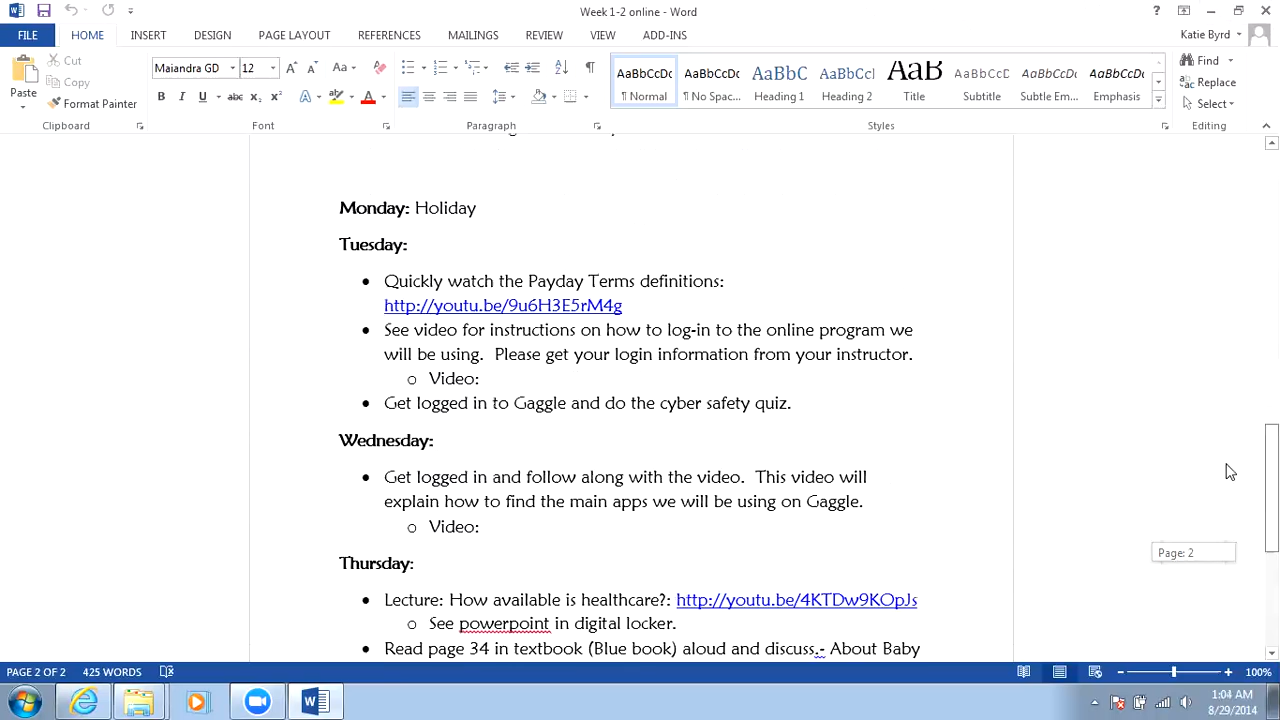 Week 1-2 online - Word
FILE HOME INSERT DESIGN PAGE LAYOUT REFERENCES MAILINGS REVIEW VIEW ADD-INS Katie Byrd
Cut
Copy
Format Painter
Paste
Maiandra GD 12
AaBbCcDc AaBbCcDc AaBbC AaBbCcl AaB AaBbCcD AaBbCcDc AaBbCcDc
¶ Normal ¶ No Spac... Heading 1 Heading 2 Title Subtitle Subtle Em... Emphasis
Find
Replace
Select
Clipboard Font Paragraph Styles Editing
Monday: Holiday
Tuesday:
• Quickly watch the Payday Terms definitions:
http://youtu.be/9u6H3E5rM4g
• See video for instructions on how to log-in to the online program we
will be using. Please get your login information from your instructor.
o Video:
• Get logged in to Gaggle and do the cyber safety quiz.
Wednesday:
• Get logged in and follow along with the video. This video will
explain how to find the main apps we will be using on Gaggle.
o Video:
Page: 2
Thursday:
• Lecture: How available is healthcare?: http://youtu.be/4KTDw9KOpJs
o See powerpoint in digital locker.
• Read page 34 in textbook (Blue book) aloud and discuss.- About Baby
PAGE 2 OF 2 425 WORDS 100%
1:04 AM
8/29/2014